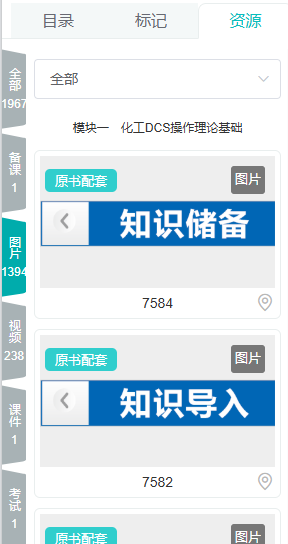 目录 标记 资源
全部
1967
备课
1
图片
1394
视频
238
课件
1
考试
1
全部
模块一 化工DCS操作理论基础
原书配套 图片
知识储备
7584
原书配套 图片
知识导入
7582
原书配套 图片